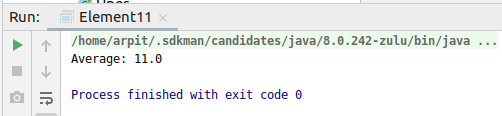 Run: Element11
/home/arpit/.sdkman/candidates/java/8.0.242-zulu/bin/java ...
Average: 11.0
Process finished with exit code 0